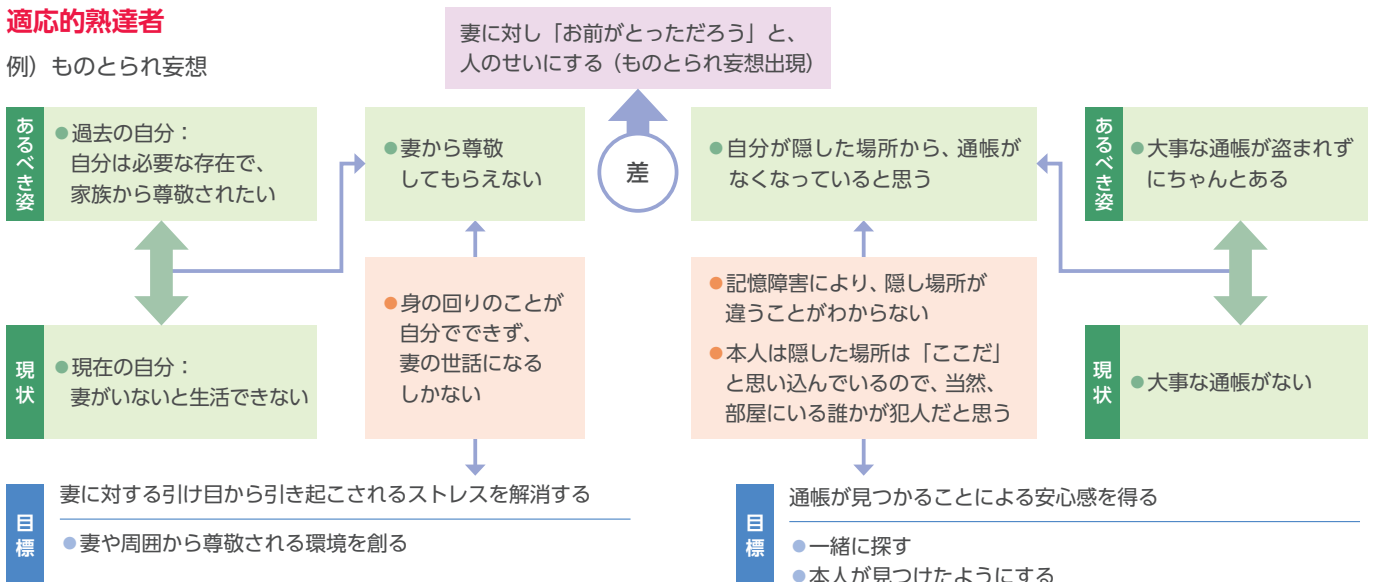 適応的熟達者
例）ものとられ妄想
妻に対し「お前がとっただろう」と、
人のせいにする（ものとられ妄想出現）
あるべき姿
●過去の自分：
自分は必要な存在で、
家族から尊敬されたい
●妻から尊敬
してもらえない
差
●自分が隠した場所から、通帳が
なくなっていると思う
あるべき姿
●大事な通帳が盗まれず
にちゃんとある
現状
●現在の自分：
妻がいないと生活できない
●身の回りのことが
自分でできず、
妻の世話になる
しかない
●記憶障害により、隠し場所が
違うことがわからない
●本人は隠した場所は「ここだ」
と思い込んでいるので、当然、
部屋にいる誰かが犯人だと思う
現状
●大事な通帳がない
目標
妻に対する引け目から引き起こされるストレスを解消する
●妻や周囲から尊敬される環境を創る
目標
通帳が見つかることによる安心感を得る
●一緒に探す
●本人が見つけたようにする